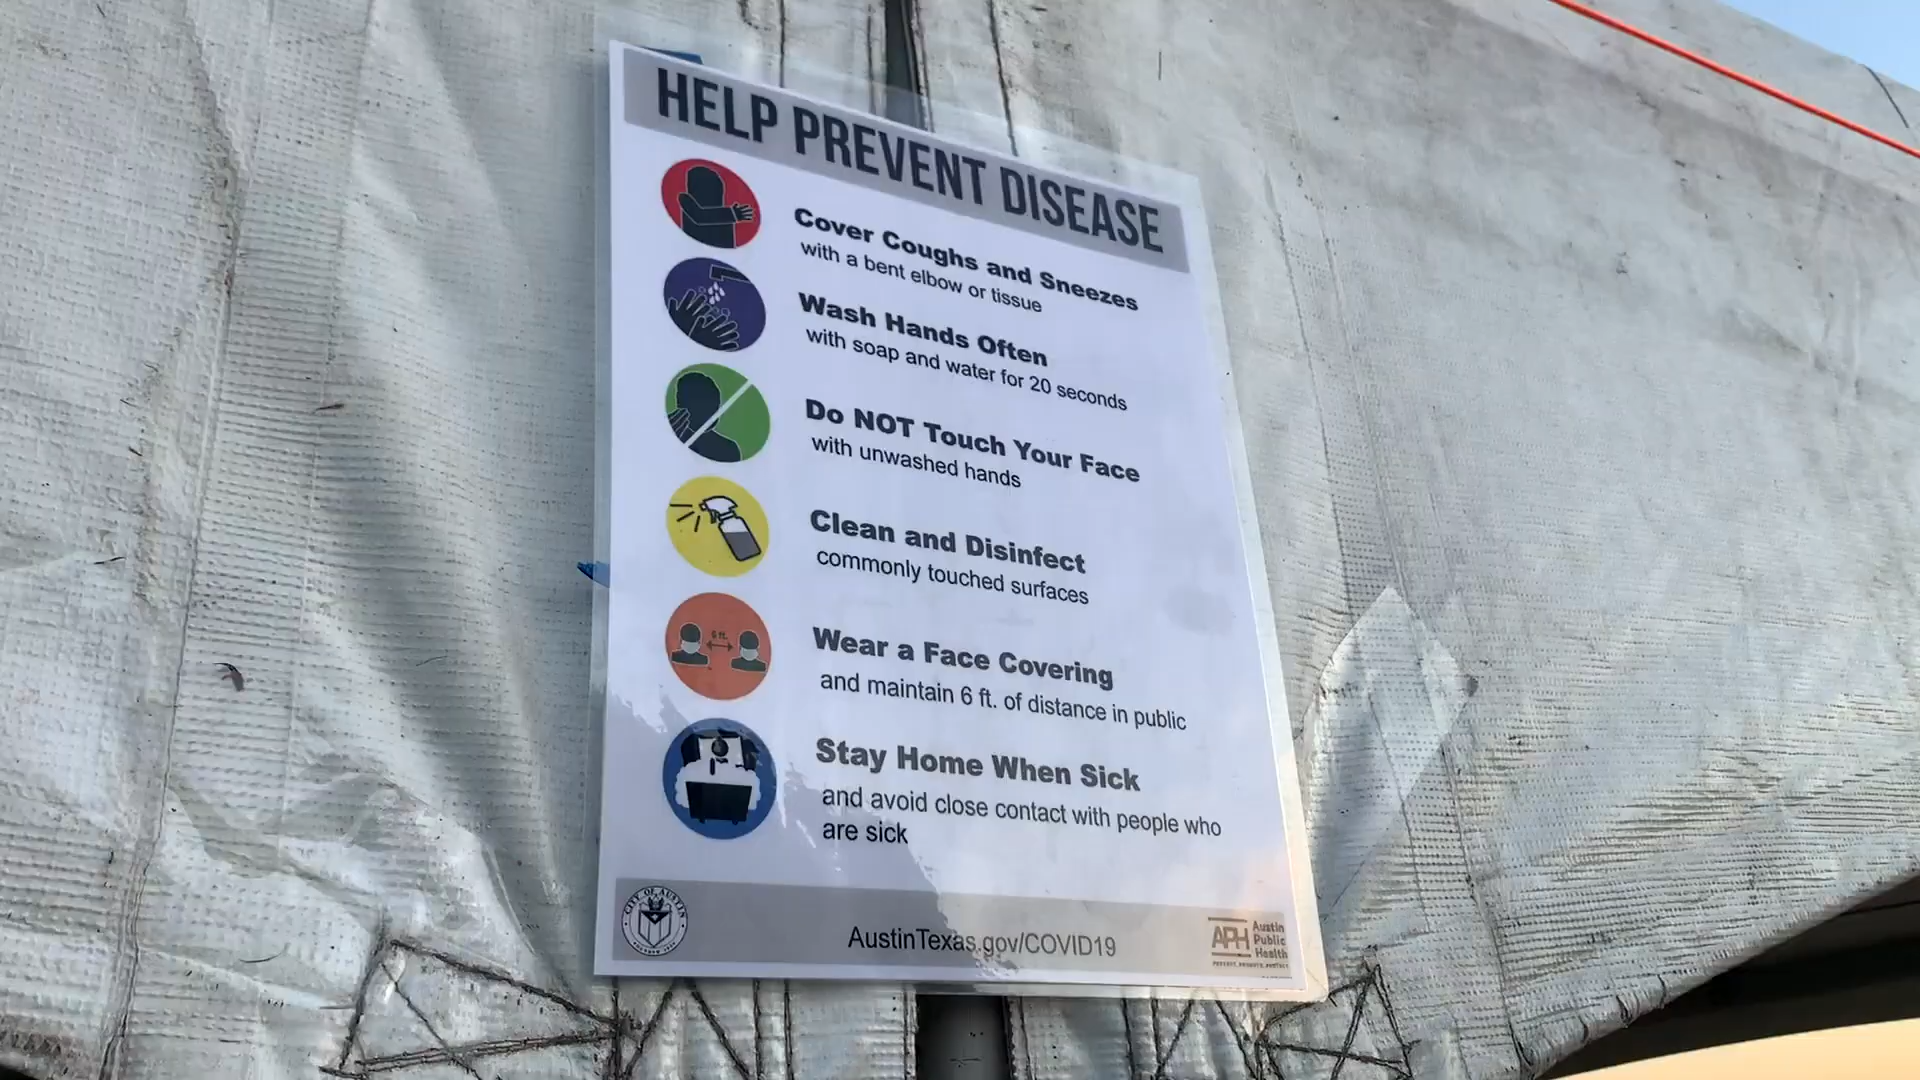 HELP PREVENT DISEASE
Cover Coughs and Sneezes
with a bent elbow or tissue
Wash Hands Often
with soap and water for 20 seconds
Do NOT Touch Your Face
with unwashed hands
Clean and Disinfect
commonly touched surfaces
6 ft.
Wear a Face Covering
and maintain 6 ft. of distance in public
Stay Home When Sick
and avoid close contact with people who
are sick
CITY OF AUSTIN
AustinTexas.gov/COVID19
APH
Austin
Public
Health
PREVENT. PROMOTE. PROTECT.